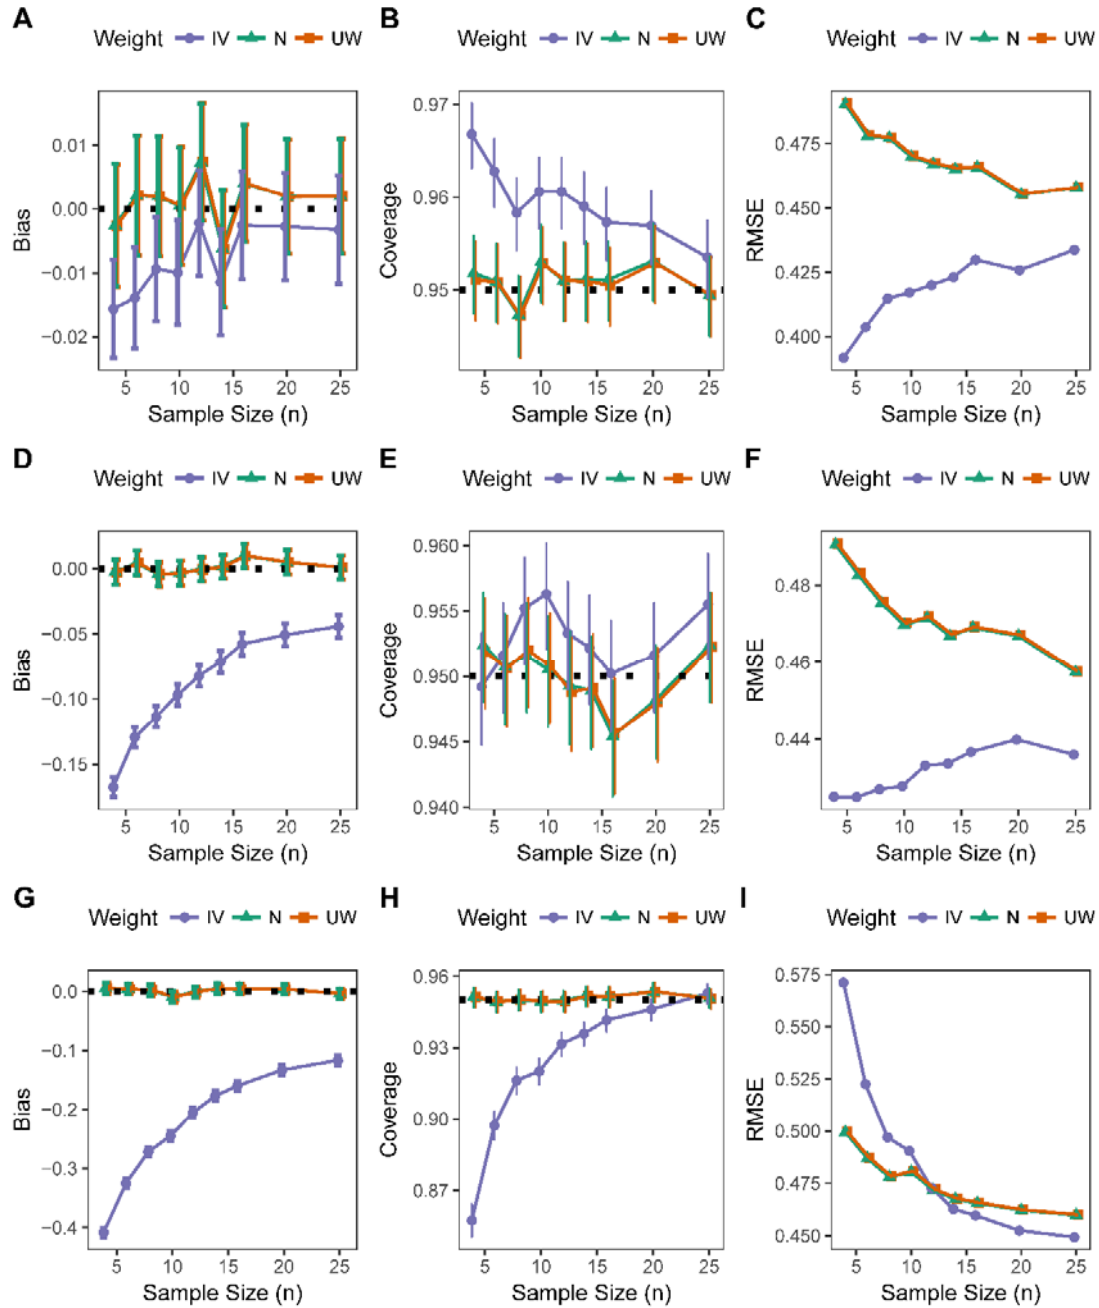 A
Weight IV N UW
0.01
0.00
−0.01
−0.02
Bias
5 10 15 20 25
Sample Size (n)
B
Weight IV N UW
0.97
0.96
0.95
Coverage
5 10 15 20 25
Sample Size (n)
C
Weight IV N UW
0.475
0.450
0.425
0.400
RMSE
5 10 15 20 25
Sample Size (n)
D
Weight IV N UW
0.00
−0.05
−0.10
−0.15
Bias
5 10 15 20 25
Sample Size (n)
E
Weight IV N UW
0.960
0.955
0.950
0.945
0.940
Coverage
5 10 15 20 25
Sample Size (n)
F
Weight IV N UW
0.48
0.46
0.44
RMSE
5 10 15 20 25
Sample Size (n)
G
Weight IV N UW
0.0
−0.1
−0.2
−0.3
−0.4
Bias
5 10 15 20 25
Sample Size (n)
H
Weight IV N UW
0.96
0.93
0.90
0.87
Coverage
5 10 15 20 25
Sample Size (n)
I
Weight IV N UW
0.575
0.550
0.525
0.500
0.475
0.450
RMSE
5 10 15 20 25
Sample Size (n)